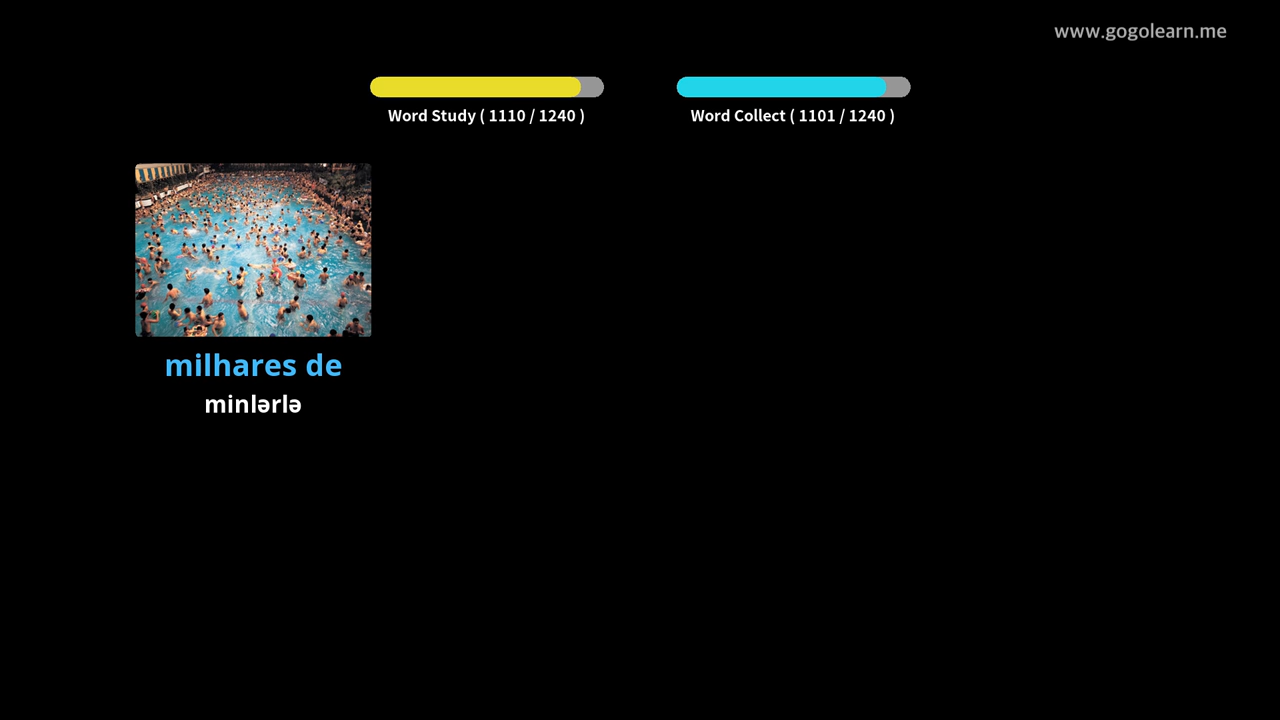 www.gogolearn.me
Word Study ( 1110 / 1240 )
Word Collect ( 1101 / 1240 )
milhares de
minlərlə